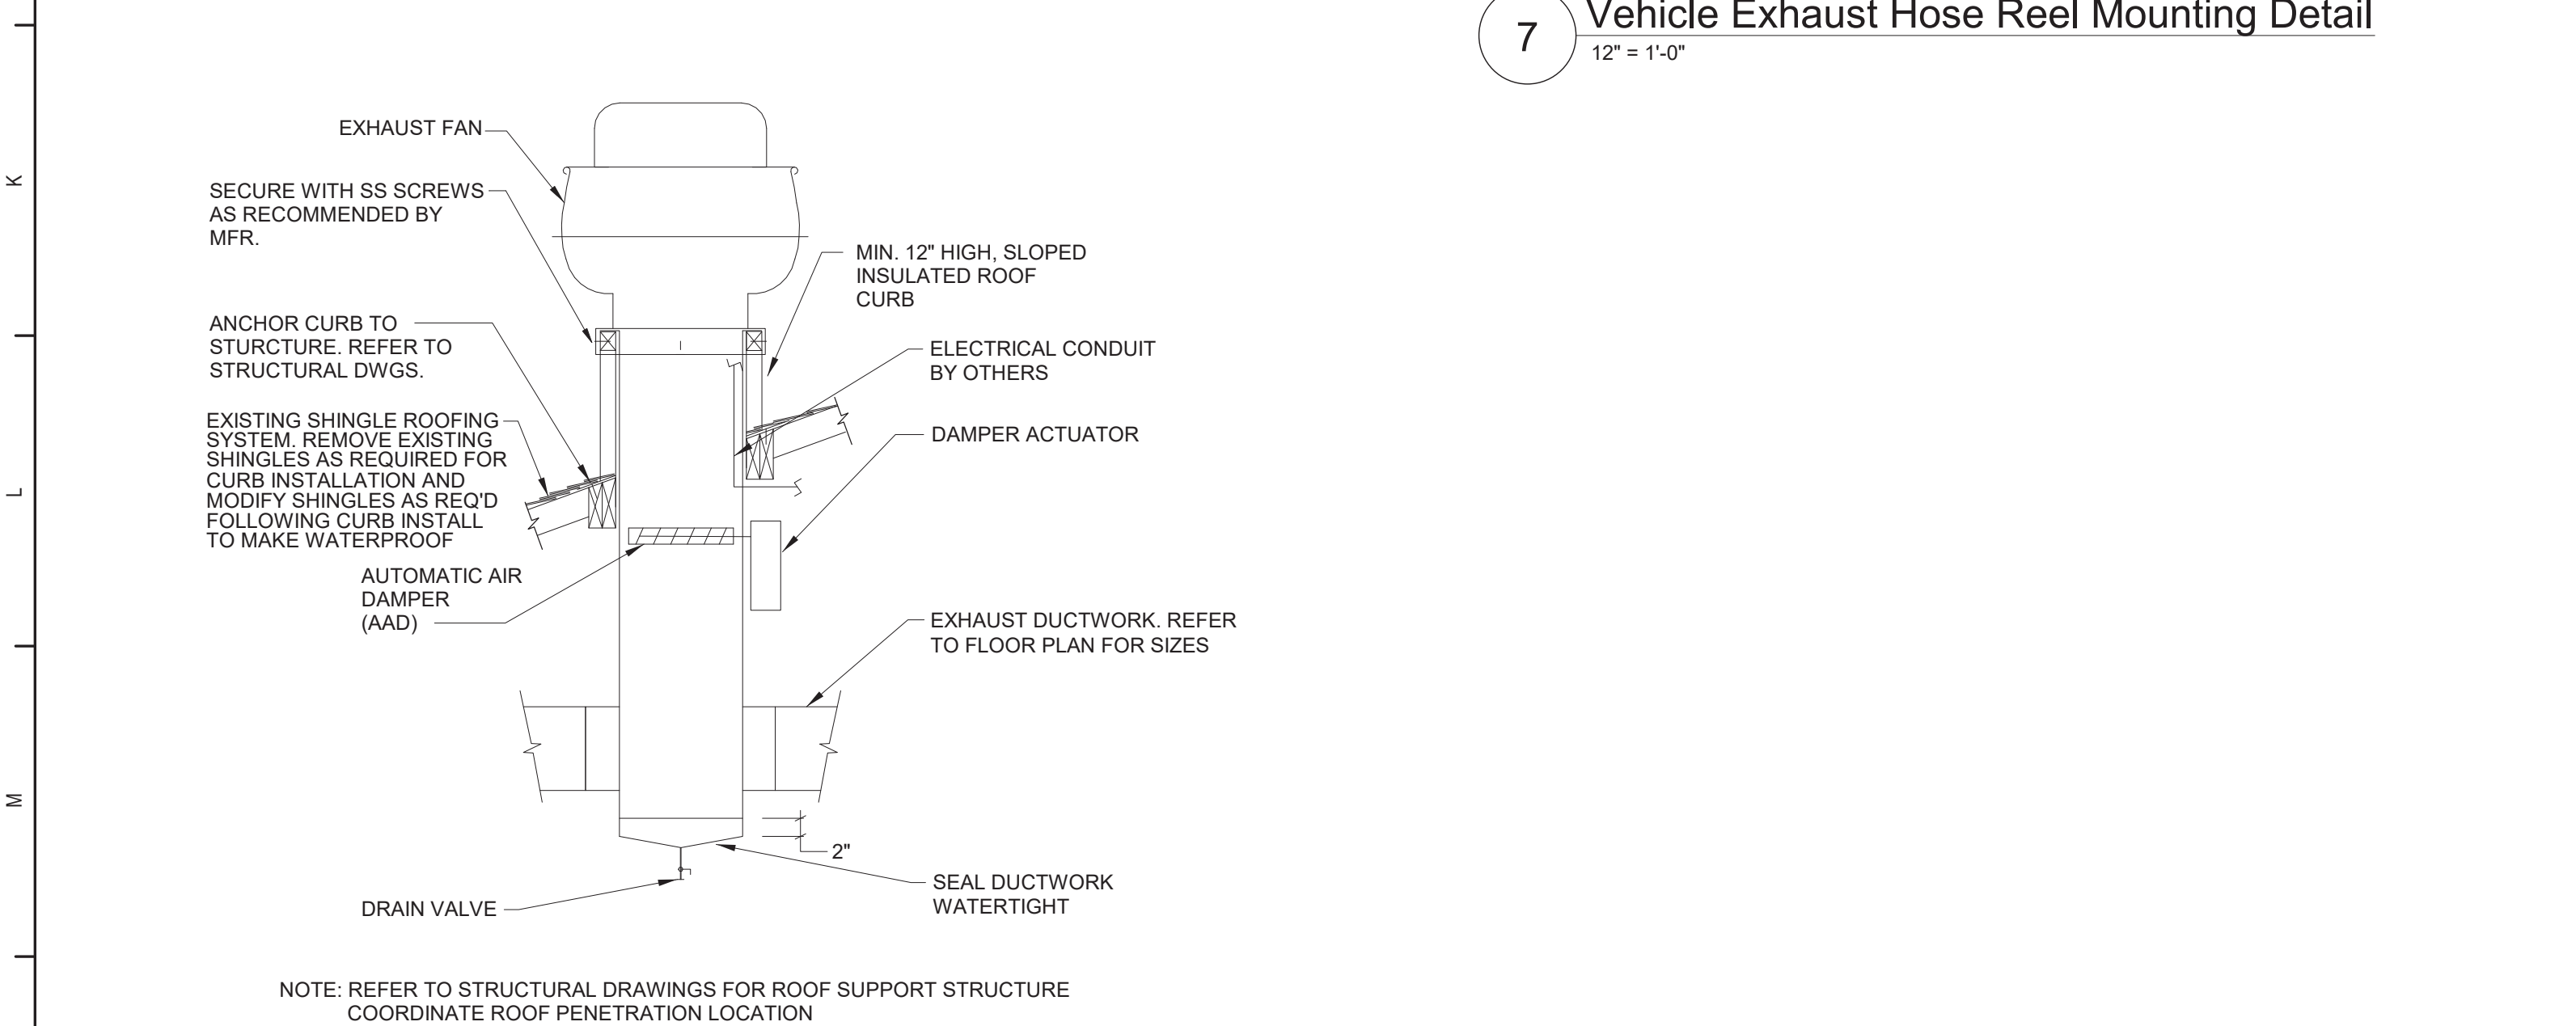 7
Vehicle Exhaust Hose Reel Mounting Detail
12" = 1'-0"
EXHAUST FAN
SECURE WITH SS SCREWS
AS RECOMMENDED BY
MFR.
MIN. 12" HIGH, SLOPED
INSULATED ROOF
CURB
ANCHOR CURB TO
STURCTURE. REFER TO
STRUCTURAL DWGS.
ELECTRICAL CONDUIT
BY OTHERS
EXISTING SHINGLE ROOFING
SYSTEM. REMOVE EXISTING
SHINGLES AS REQUIRED FOR
CURB INSTALLATION AND
MODIFY SHINGLES AS REQ'D
FOLLOWING CURB INSTALL
TO MAKE WATERPROOF
DAMPER ACTUATOR
AUTOMATIC AIR
DAMPER
(AAD)
EXHAUST DUCTWORK. REFER
TO FLOOR PLAN FOR SIZES
2"
SEAL DUCTWORK
WATERTIGHT
DRAIN VALVE
NOTE: REFER TO STRUCTURAL DRAWINGS FOR ROOF SUPPORT STRUCTURE
COORDINATE ROOF PENETRATION LOCATION
K
L
M